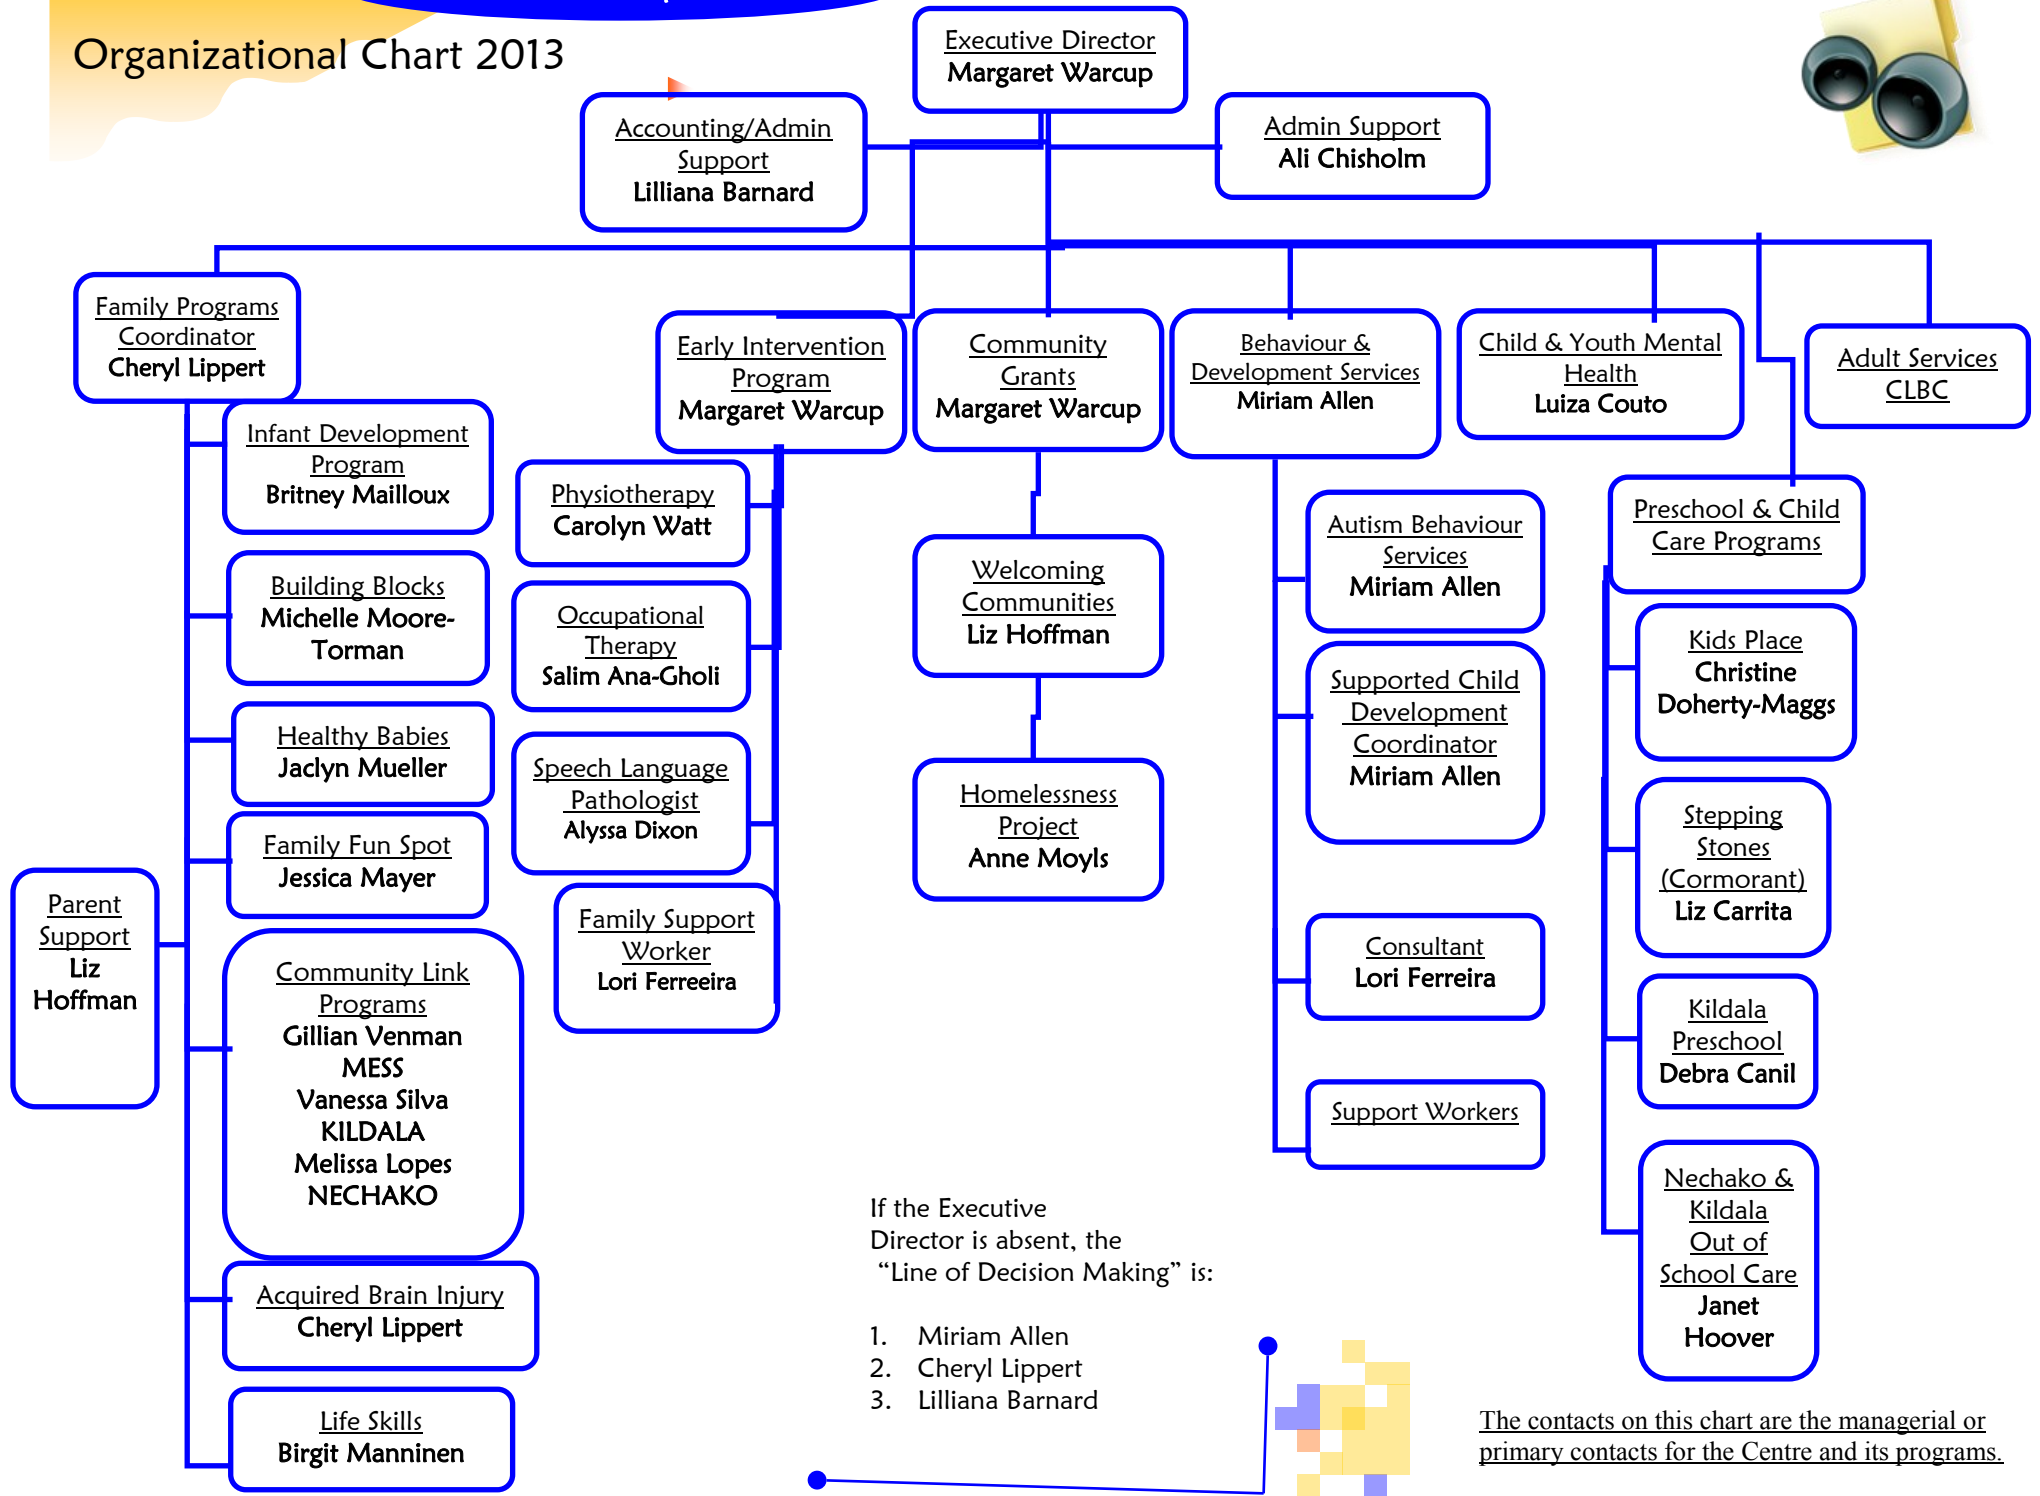 Organizational Chart 2013
Executive Director
Margaret Warcup
Accounting/Admin
Support
Lilliana Barnard
Admin Support
Ali Chisholm
Family Programs
Coordinator
Cheryl Lippert
Early Intervention
Program
Margaret Warcup
Community
Grants
Margaret Warcup
Behaviour &
Development Services
Miriam Allen
Child & Youth Mental
Health
Luiza Couto
Adult Services
CLBC
Infant Development
Program
Britney Mailloux
Building Blocks
Michelle Moore-
Torman
Healthy Babies
Jaclyn Mueller
Family Fun Spot
Jessica Mayer
Parent
Support
Liz
Hoffman
Community Link
Programs
Gillian Venman
MESS
Vanessa Silva
KILDALA
Melissa Lopes
NECHAKO
Acquired Brain Injury
Cheryl Lippert
Life Skills
Birgit Manninen
Physiotherapy
Carolyn Watt
Occupational
Therapy
Salim Ana-Gholi
Speech Language
Pathologist
Alyssa Dixon
Family Support
Worker
Lori Ferreeira
Welcoming
Communities
Liz Hoffman
Homelessness
Project
Anne Moyls
Autism Behaviour
Services
Miriam Allen
Supported Child
Development
Coordinator
Miriam Allen
Consultant
Lori Ferreira
Support Workers
Preschool & Child
Care Programs
Kids Place
Christine
Doherty-Maggs
Stepping
Stones
(Cormorant)
Liz Carrita
Kildala
Preschool
Debra Canil
Nechako &
Kildala
Out of
School Care
Janet
Hoover
If the Executive
Director is absent, the
“Line of Decision Making” is:
1. Miriam Allen
2. Cheryl Lippert
3. Lilliana Barnard
The contacts on this chart are the managerial or
primary contacts for the Centre and its programs.